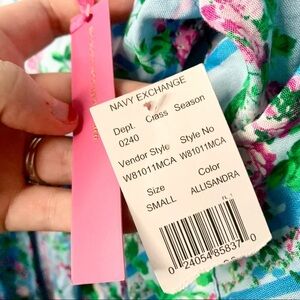 NAVY EXCHANGE
Dept. Class Season
0240
Vendor Style Style No
W81011MCA W81011MCA
Size Color
SMALL ALLISANDRA
0 24054 85837 0